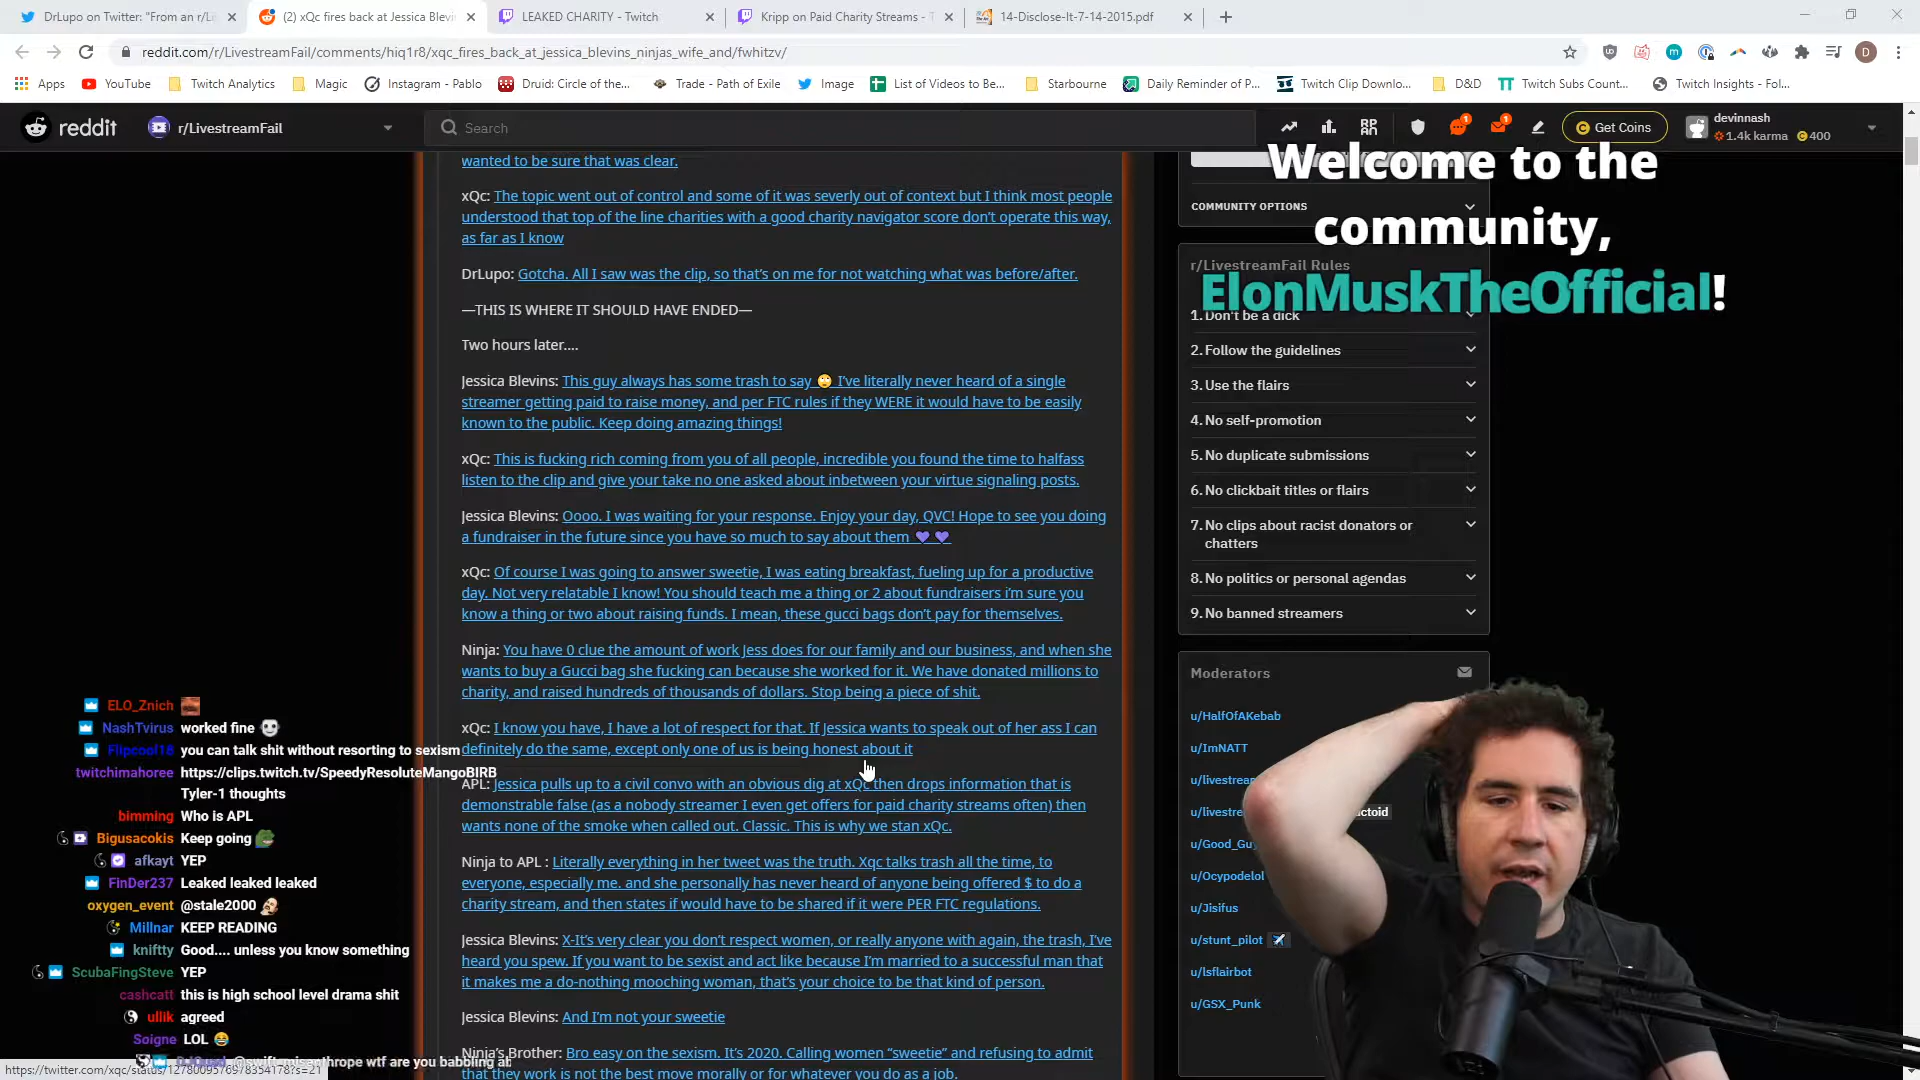 DrLupo on Twitter: "From an r/Li
(2) xQc fires back at Jessica Blevin
LEAKED CHARITY - Twitch
Kripp on Paid Charity Streams - T
14-Disclose-It-7-14-2015.pdf
reddit.com/r/LivestreamFail/comments/hiq1r8/xqc_fires_back_at_jessica_blevins_ninjas_wife_and/fwhitzv/
Apps
YouTube
Twitch Analytics
Magic
Instagram - Pablo
Druid: Circle of the...
Trade - Path of Exile
Image
List of Videos to Be...
Starbourne
Daily Reminder of P...
Twitch Clip Downlo...
D&D
Twitch Subs Count...
Twitch Insights - Fol...
reddit
r/LivestreamFail
Search
Get Coins
devinnash
1.4k karma
400
Welcome to the
community,
ElonMuskTheOfficial!
wanted to be sure that was clear.
xQc: The topic went out of control and some of it was severly out of context but I think most people
understood that top of the line charities with a good charity navigator score don't operate this way,
as far as I know
DrLupo: Gotcha. All I saw was the clip, so that's on me for not watching what was before/after.
—THIS IS WHERE IT SHOULD HAVE ENDED—
Two hours later....
Jessica Blevins: This guy always has some trash to say 🙄 I've literally never heard of a single
streamer getting paid to raise money, and per FTC rules if they WERE it would have to be easily
known to the public. Keep doing amazing things!
xQc: This is fucking rich coming from you of all people, incredible you found the time to halfass
listen to the clip and give your take no one asked about inbetween your virtue signaling posts.
Jessica Blevins: Oooo. I was waiting for your response. Enjoy your day, QVC! Hope to see you doing
a fundraiser in the future since you have so much to say about them 💜 💜
xQc: Of course I was going to answer sweetie, I was eating breakfast, fueling up for a productive
day. Not very relatable I know! You should teach me a thing or 2 about fundraisers i'm sure you
know a thing or two about raising funds. I mean, these gucci bags don't pay for themselves.
Ninja: You have 0 clue the amount of work Jess does for our family and our business, and when she
wants to buy a Gucci bag she fucking can because she worked for it. We have donated millions to
charity, and raised hundreds of thousands of dollars. Stop being a piece of shit.
xQc: I know you have, I have a lot of respect for that. If Jessica wants to speak out of her ass I can
definitely do the same, except only one of us is being honest about it
APL: Jessica pulls up to a civil convo with an obvious dig at xQc then drops information that is
demonstrable false (as a nobody streamer I even get offers for paid charity streams often) then
wants none of the smoke when called out. Classic. This is why we stan xQc.
Ninja to APL : Literally everything in her tweet was the truth. Xqc talks trash all the time, to
everyone, especially me. and she personally has never heard of anyone being offered $ to do a
charity stream, and then states if would have to be shared if it were PER FTC regulations.
Jessica Blevins: X-It's very clear you don't respect women, or really anyone with again, the trash, I've
heard you spew. If you want to be sexist and act like because I'm married to a successful man that
it makes me a do-nothing mooching woman, that's your choice to be that kind of person.
Jessica Blevins: And I'm not your sweetie
Ninja's Brother: Bro easy on the sexism. It's 2020. Calling women "sweetie" and refusing to admit
that they work is not the best move morally or for whatever you do as a job.
COMMUNITY OPTIONS
r/LivestreamFail Rules
1. Don't be a dick
2. Follow the guidelines
3. Use the flairs
4. No self-promotion
5. No duplicate submissions
6. No clickbait titles or flairs
7. No clips about racist donators or
chatters
8. No politics or personal agendas
9. No banned streamers
Moderators
u/HalfOfAKebab
u/ImNATT
u/livestrea
u/livestre
actoid
u/Good_Gu
u/Ocypodelol
u/Jisifus
u/stunt_pilot
u/lsflairbot
u/GSX_Punk
ELO_Znich
NashTvirus worked fine
Flipcool18 you can talk shit without resorting to sexism
twitchimahoree https://clips.twitch.tv/SpeedyResoluteMangoBIRB
Tyler-1 thoughts
bimming Who is APL
Bigusacokis Keep going
afkayt YEP
FinDer237 Leaked leaked leaked
oxygen_event @stale2000
Millnar KEEP READING
kniftty Good.... unless you know something
ScubaFingSteve YEP
cashcatt this is high school level drama shit
ullik agreed
Soigne LOL 😂
wtf are you babbling
https://twitter.com/xqc/status/1278009576978354178?s=21